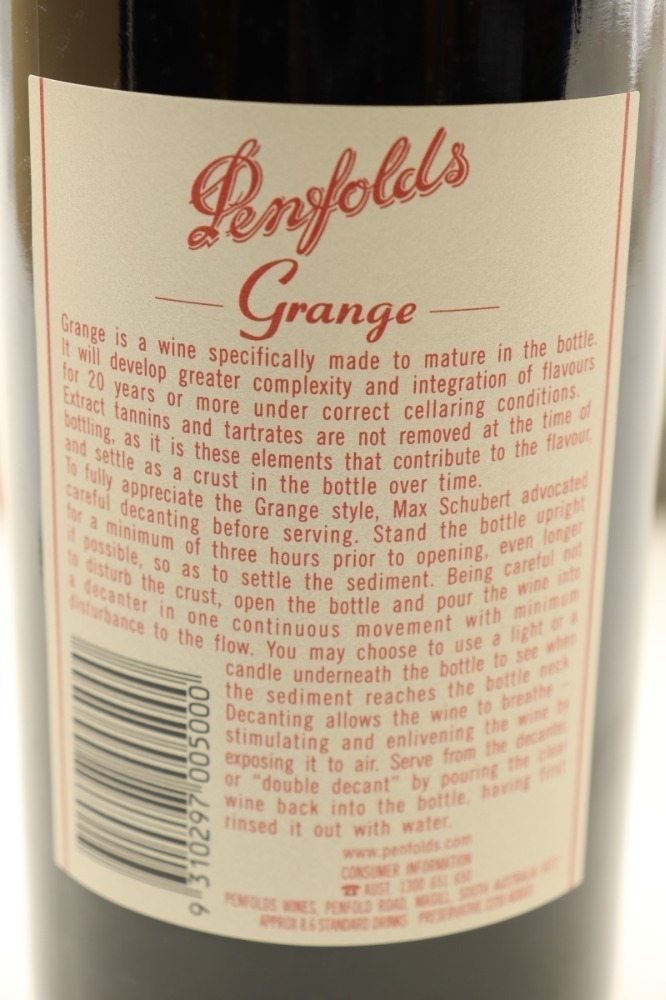 Penfolds
Grange
Grange is a wine specifically made to mature in the bottle.
It will develop greater complexity and integration of flavours
for 20 years or more under correct cellaring conditions.
Extract tannins and tartrates are not removed at the time of
bottling, as it is these elements that contribute to the flavour,
and settle as a crust in the bottle over time.
To fully appreciate the Grange style, Max Schubert advocated
careful decanting before serving. Stand the bottle upright
for a minimum of three hours prior to opening, even longer
if possible, so as to settle the sediment. Being careful not
to disturb the crust, open the bottle and pour the wine into
a decanter in one continuous movement with minimum
disturbance to the flow. You may choose to use a light or a
candle underneath the bottle to see when
the sediment reaches the bottle neck.
Decanting allows the wine to breathe –
stimulating and enlivening the wine by
exposing it to air. Serve from the decanter,
or "double decant" by pouring the clear
wine back into the bottle, having first
rinsed it out with water.
www.penfolds.com
CONSUMER INFORMATION
☎ AUST 1300 651 650
PENFOLDS WINES, PENFOLD ROAD, MAGILL, SOUTH AUSTRALIA
APPROX 8.6 STANDARD DRINKS PRESERVATIVE ADDED
9 310297 005000